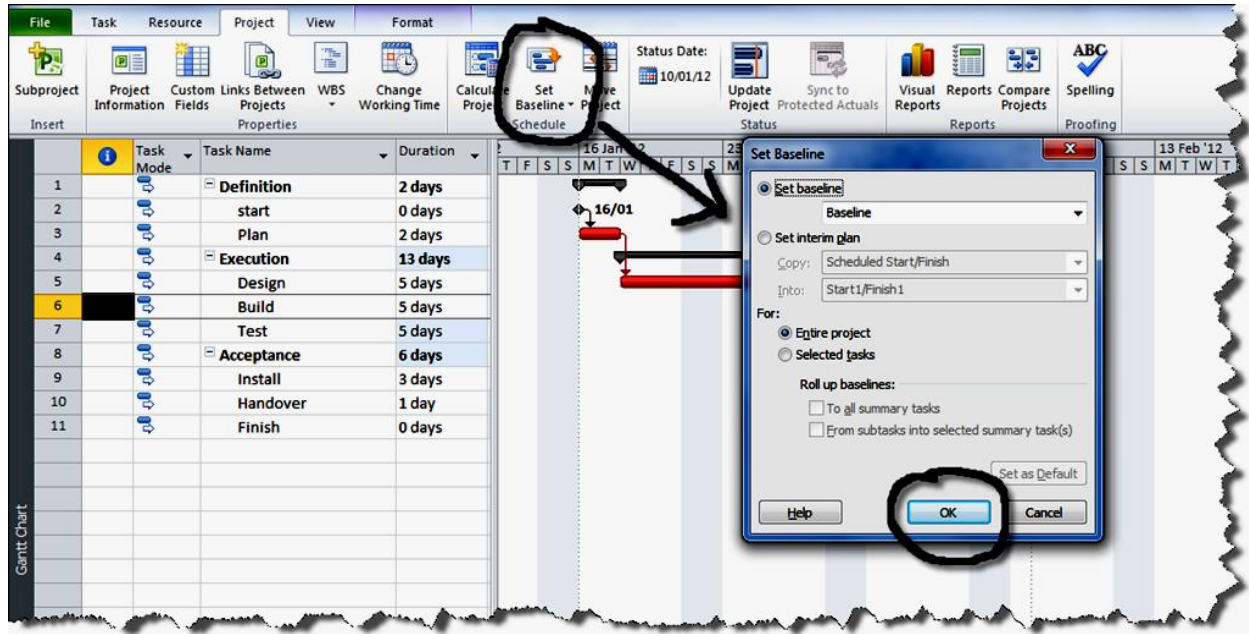 File Task Resource Project View Format
Subproject
Project Information
Custom Fields
Links Between Projects
WBS
Change Working Time
Calculate Project
Set Baseline
Move Project
Status Date:
10/01/12
Update Project
Sync to Protected Actuals
Visual Reports
Reports
Compare Projects
ABC
Spelling
Insert Properties Schedule Status Reports Proofing
Task Mode Task Name Duration
16 Jan 23 13 Feb '12
T F S S M T W F S S M S S M T W T
1 Definition 2 days
2 start 0 days 16/01
3 Plan 2 days
4 Execution 13 days
5 Design 5 days
6 Build 5 days
7 Test 5 days
8 Acceptance 6 days
9 Install 3 days
10 Handover 1 day
11 Finish 0 days
Gantt Chart
Set Baseline
Set baseline
Baseline
Set interim plan
Copy: Scheduled Start/Finish
Into: Start1/Finish1
For:
Entire project
Selected tasks
Roll up baselines:
To all summary tasks
From subtasks into selected summary task(s)
Set as Default
Help OK Cancel